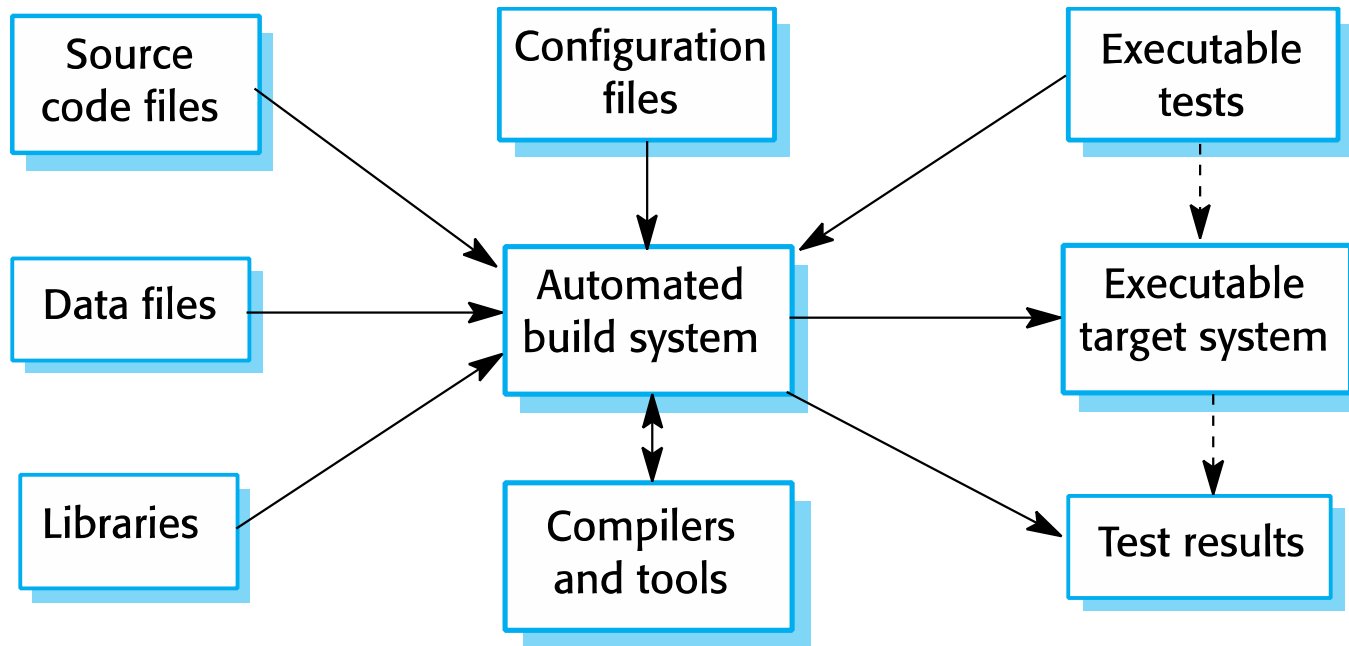 Source
code files
Configuration
files
Executable
tests
Data files
Automated
build system
Executable
target system
Libraries
Compilers
and tools
Test results